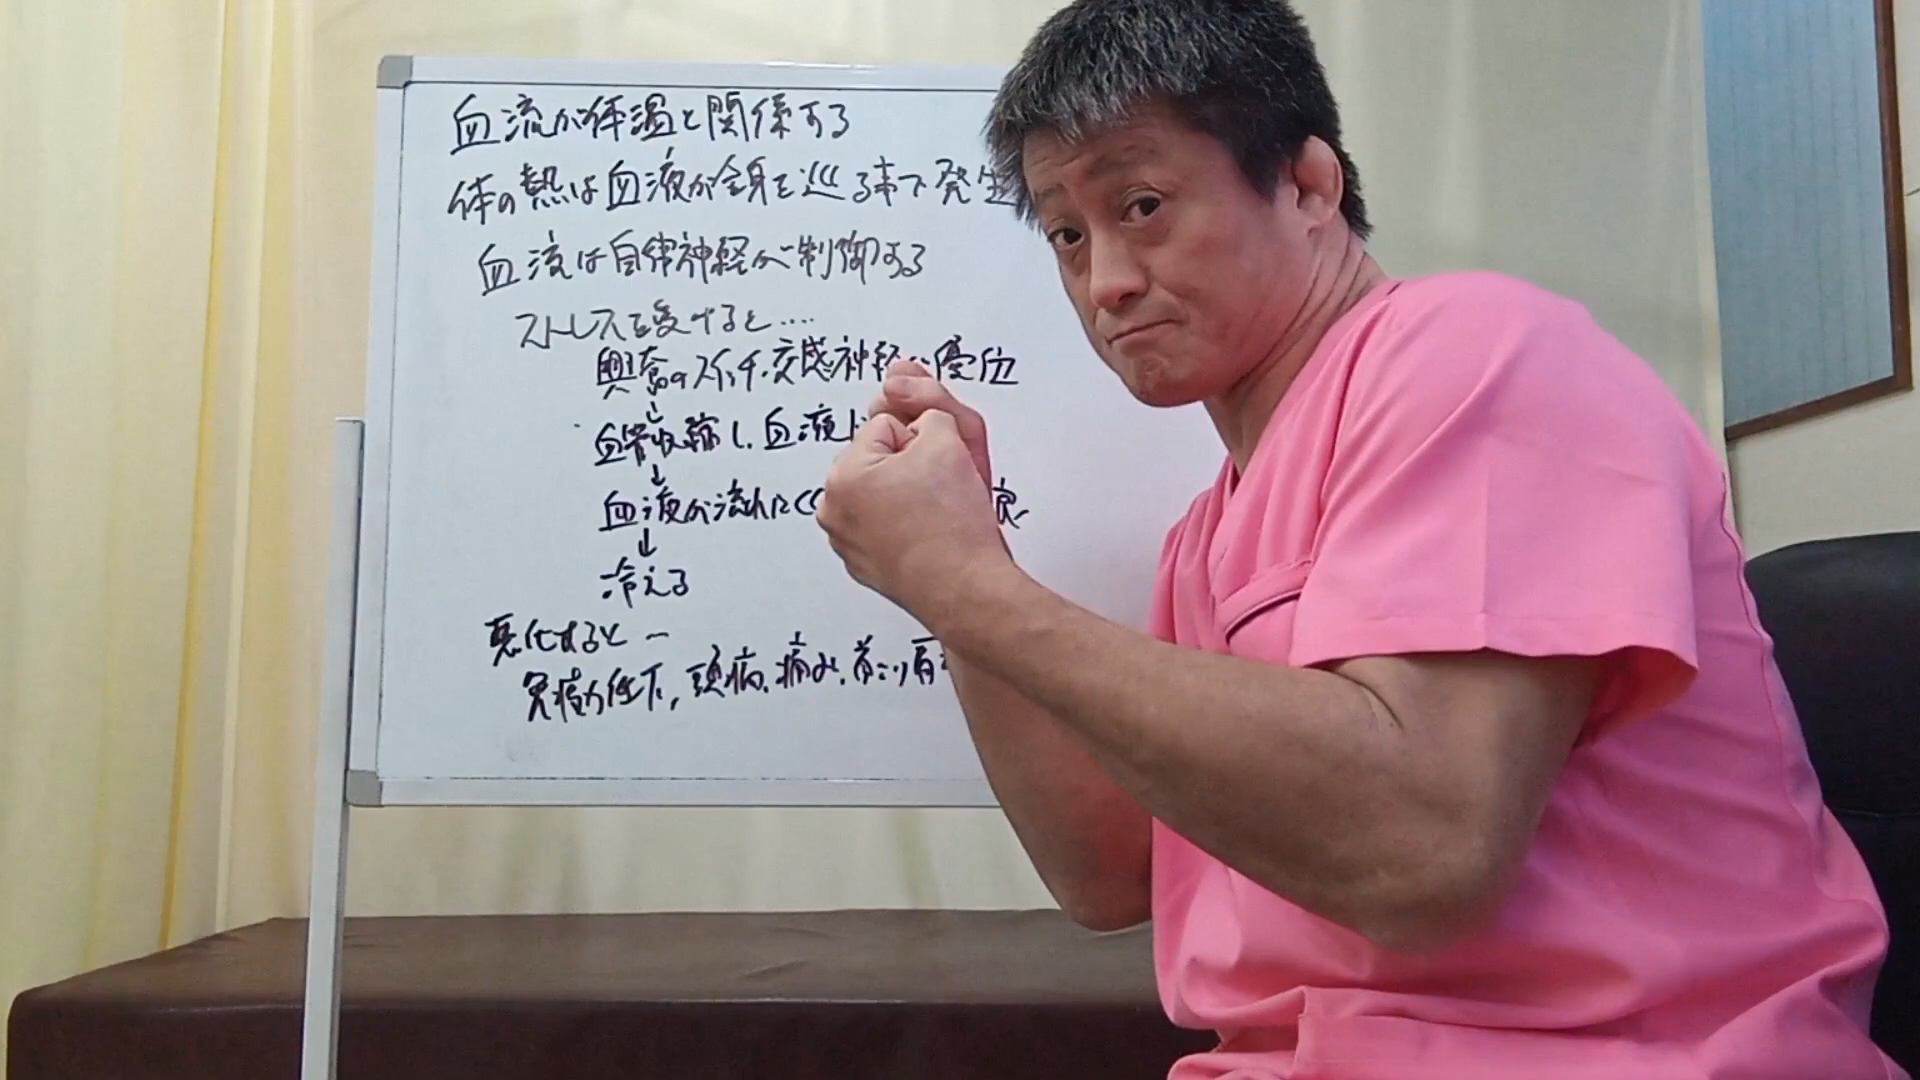 血流が体温と関係する
体の熱は血液が全身を巡る事で発生
血流は自律神経が制御する
ストレスを受けると....
興奮のスイッチ.交感神経が優位
↓
血管収縮し、血液ド
↓
血液が流れにく
↓
冷える
悪化すると〜
免疫力低下,頭痛、痛み、首こり肩